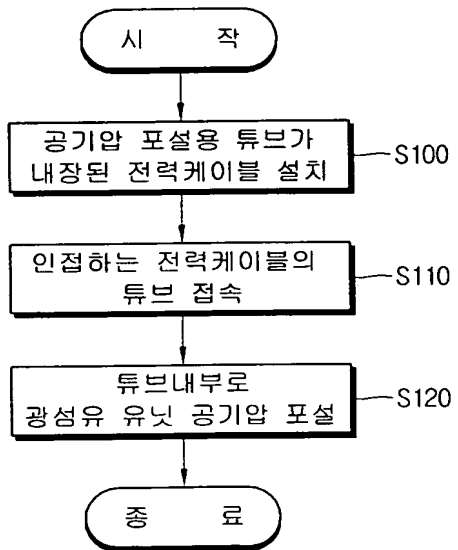 시 작
공기압 포설용 튜브가
내장된 전력케이블 설치
S100
인접하는 전력케이블의
튜브 접속
S110
튜브내부로
광섬유 유닛 공기압 포설
S120
종 료